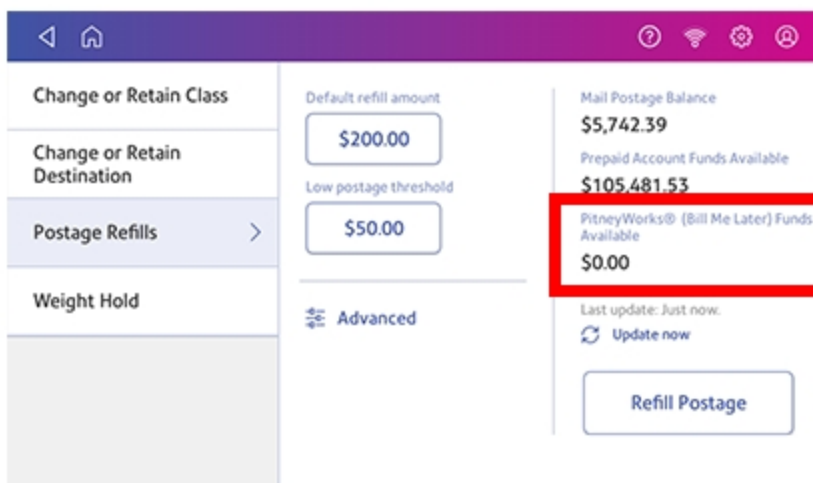 Change or Retain Class
Change or Retain
Destination
Postage Refills
Weight Hold
Default refill amount
$200.00
Low postage threshold
$50.00
Advanced
Mail Postage Balance
$5,742.39
Prepaid Account Funds Available
$105,481.53
PitneyWorks® (Bill Me Later) Funds
Available
$0.00
Last update: Just now.
Update now
Refill Postage